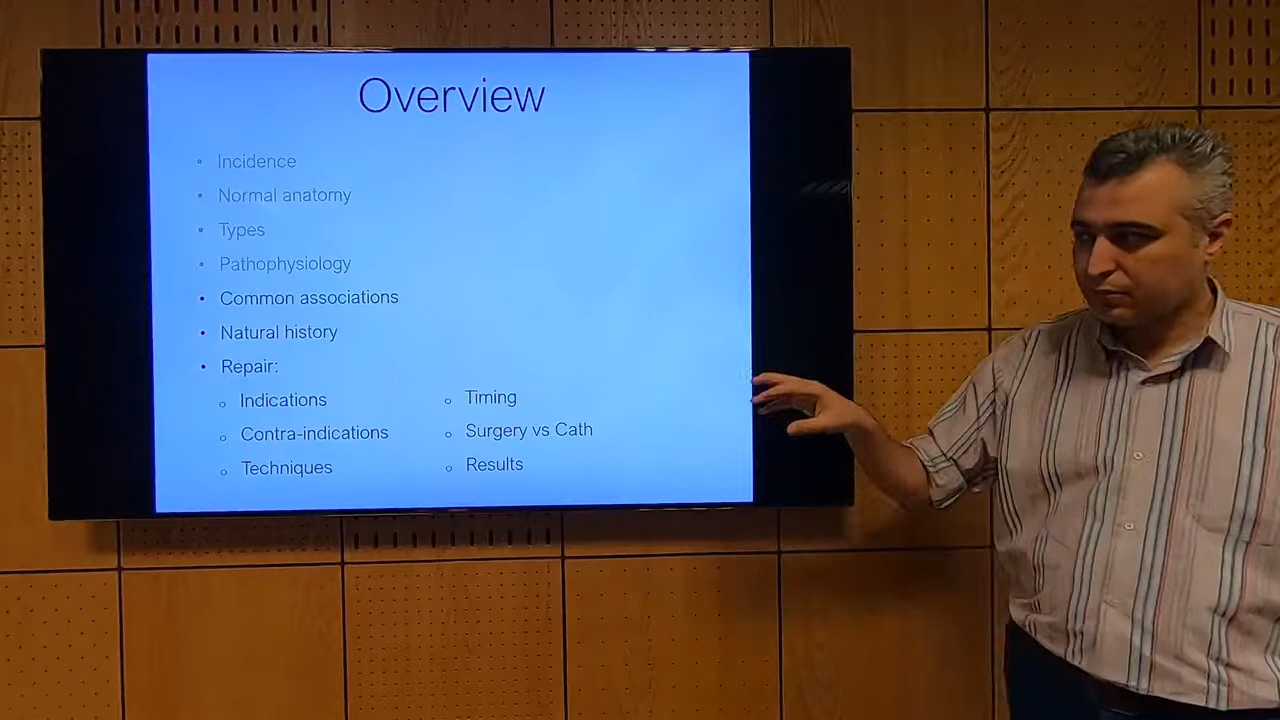 Overview
• Incidence
• Normal anatomy
• Types
• Pathophysiology
• Common associations
• Natural history
• Repair:
o Indications
o Contra-indications
o Techniques
o Timing
o Surgery vs Cath
o Results